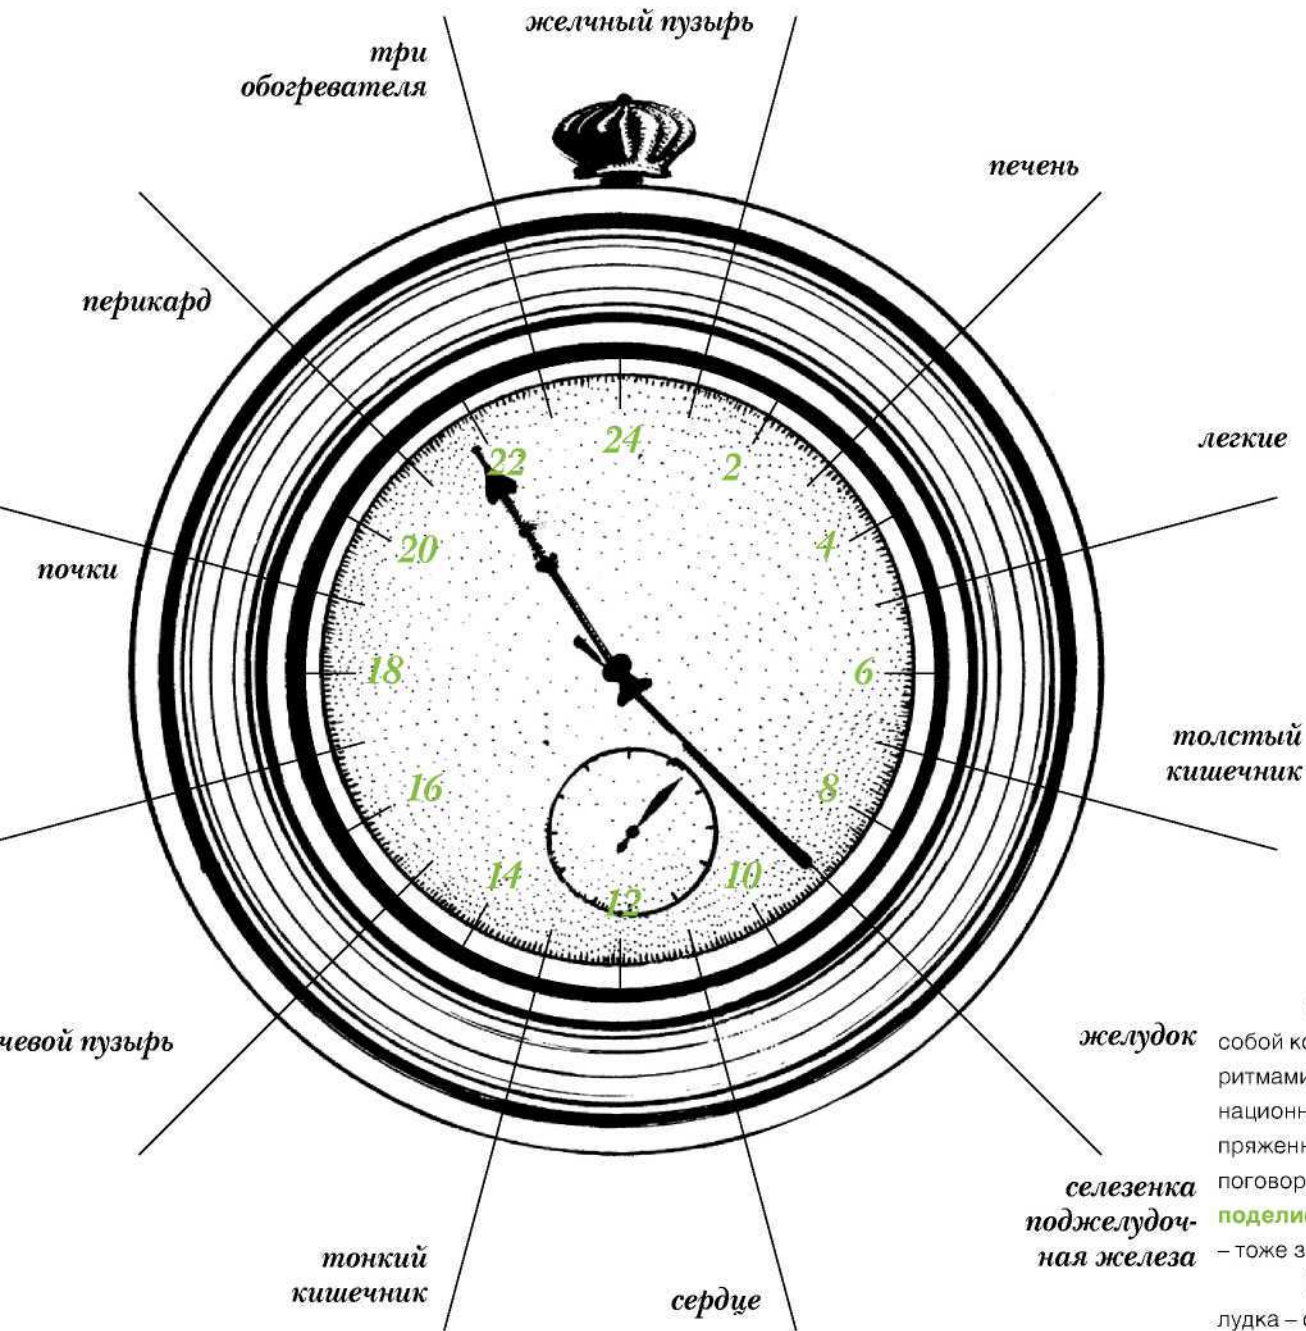 желчный пузырь
три
обогревателя
печень
перикард
легкие
24
22
2
20
4
почки
18
6
толстый
кишечник
16
8
14
10
12
чевой пузырь
желудок
селезенка
поджелудоч-
ная железа
тонкий
кишечник
сердце
собой ко
ритмами
национн
пряженн
поговор
поделис
– тоже з
лудка – с